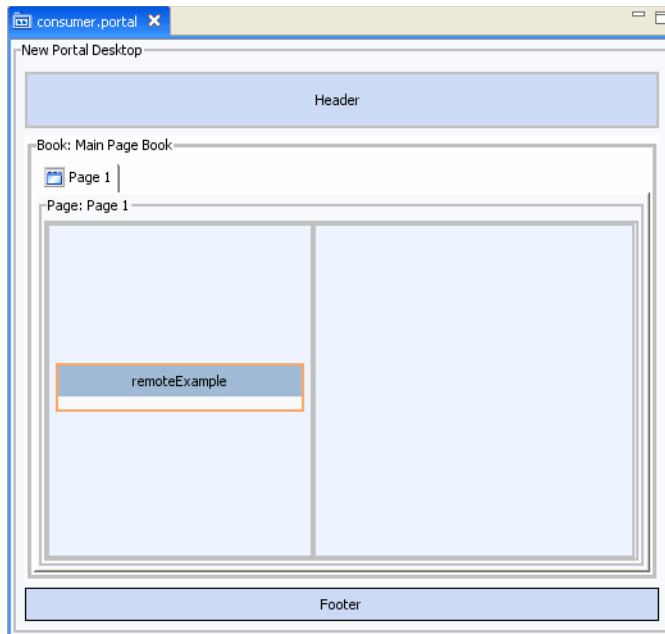 consumer.portal
New Portal Desktop
Header
Book: Main Page Book
Page 1
Page: Page 1
remoteExample
Footer